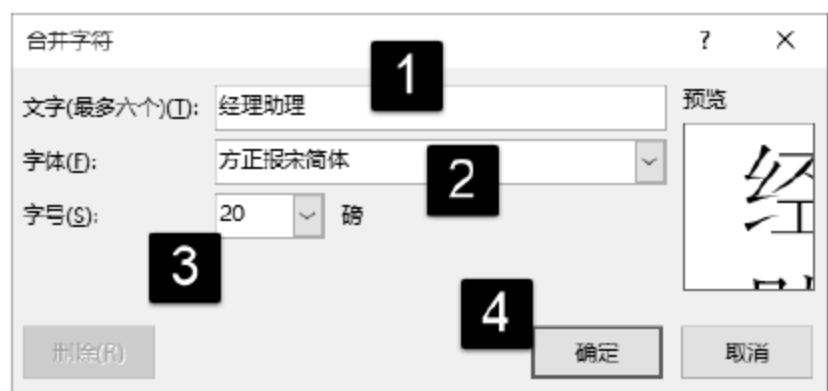 合并字符 ? ×
1
文字(最多六个)(T): 经理助理 预览
字体(F): 方正报宋简体 2
字号(S): 20 磅 经
3
4
删除(R) 确定 取消